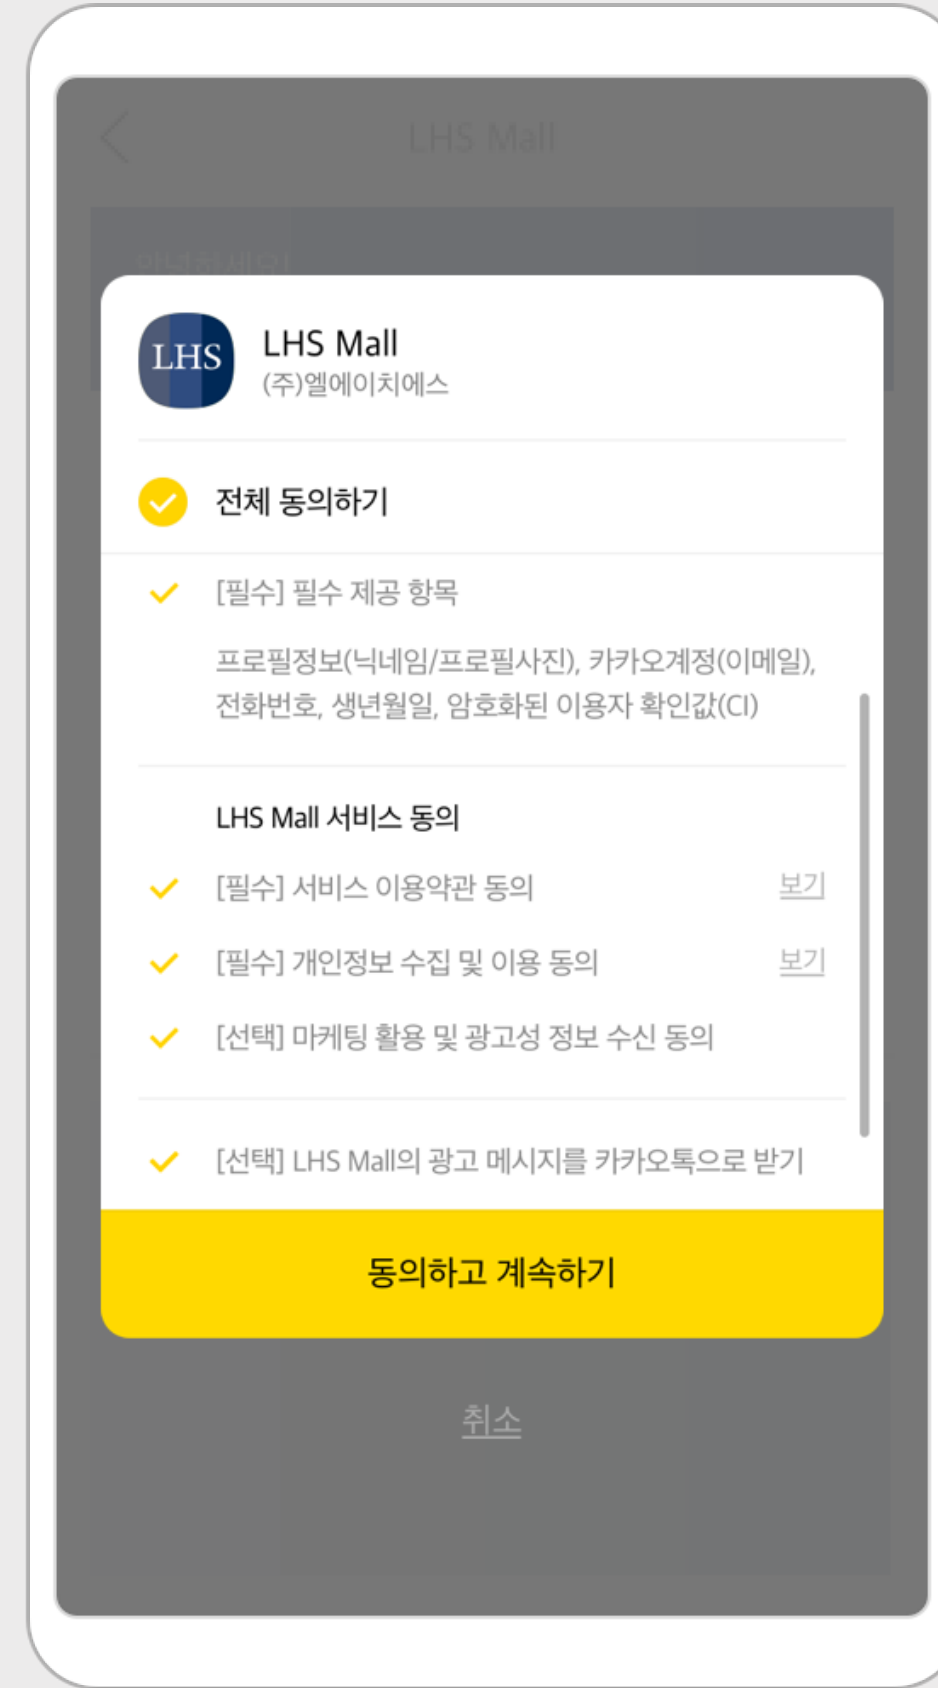 LHS Mall
안녕하세요!
LHS
LHS Mall
(주)엘에이치에스
전체 동의하기
[필수] 필수 제공 항목
프로필정보(닉네임/프로필사진), 카카오계정(이메일),
전화번호, 생년월일, 암호화된 이용자 확인값(CI)
LHS Mall 서비스 동의
[필수] 서비스 이용약관 동의 보기
[필수] 개인정보 수집 및 이용 동의 보기
[선택] 마케팅 활용 및 광고성 정보 수신 동의
[선택] LHS Mall의 광고 메시지를 카카오톡으로 받기
동의하고 계속하기
취소